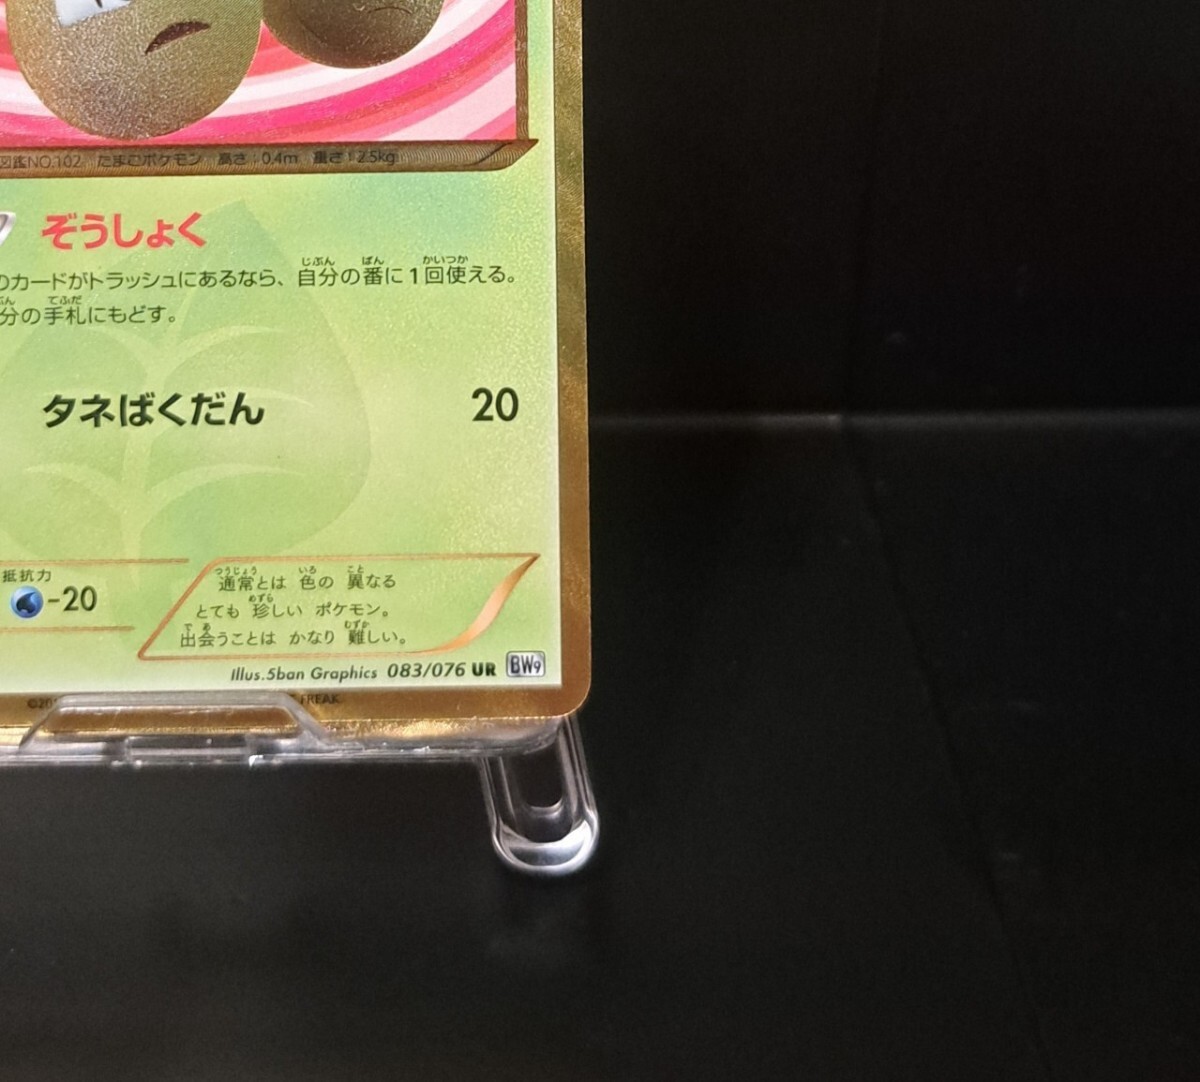 図鑑NO.102 たまごポケモン 高さ:0.4m 重さ:2.5kg
ぞうしょく
のカードがトラッシュにあるなら、自分の番に1回使える。
分の手札にもどす。
タネばくだん 20
抵抗力
-20
通常とは 色の 異なる
とても 珍しい ポケモン。
出会うことは かなり 難しい。
Illus.5ban Graphics 083/076 UR BW9
FREAK